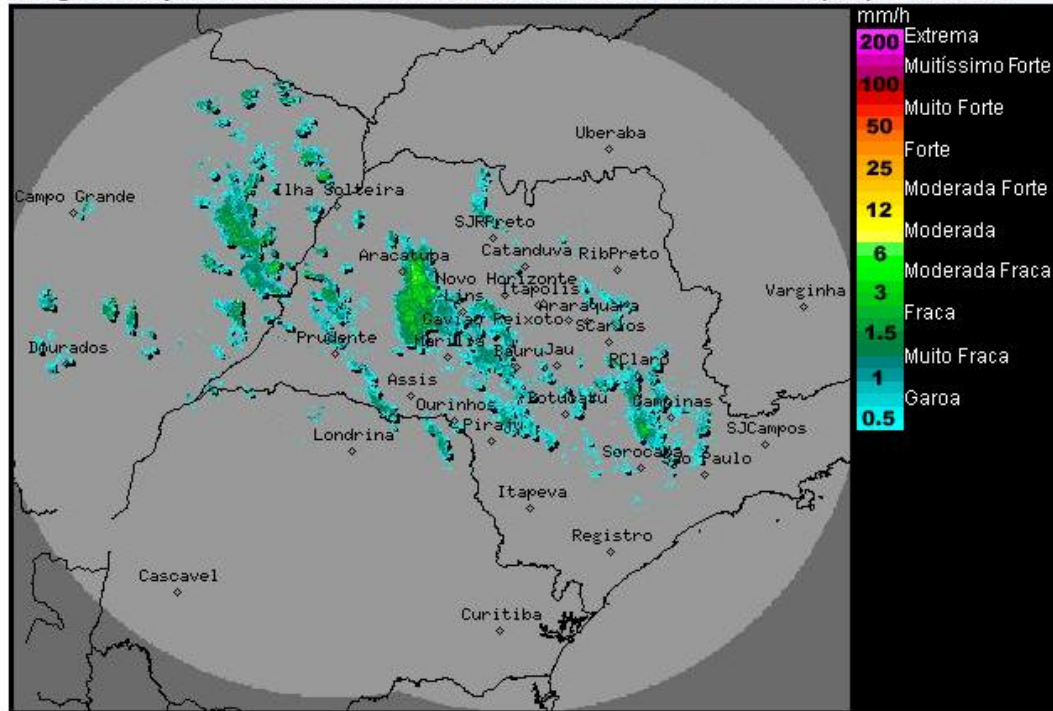 mm/h
200 Extrema
Muitíssimo Forte
100
Muito Forte
50
Forte
25
Moderada Forte
12
Moderada
6
Moderada Fraca
3
Fraca
1.5
Muito Fraca
1
Garoa
0.5
Uberaba
Campo Grande
Ilha Solteira
SJRPreto
Aracatuba
Catanduva
RibPreto
Novo Horizonte
Itapolis
Lins
Araraquara
Varginha
Gaviao Peixoto
SCarlos
Dourados
Prudente
Marilia
Bauru
Jau
RClaro
Assis
Botucatu
Campinas
Ourinhos
Piraju
SJCampos
Londrina
Sorocaba
Sao Paulo
Itapeva
Registro
Cascavel
Curitiba